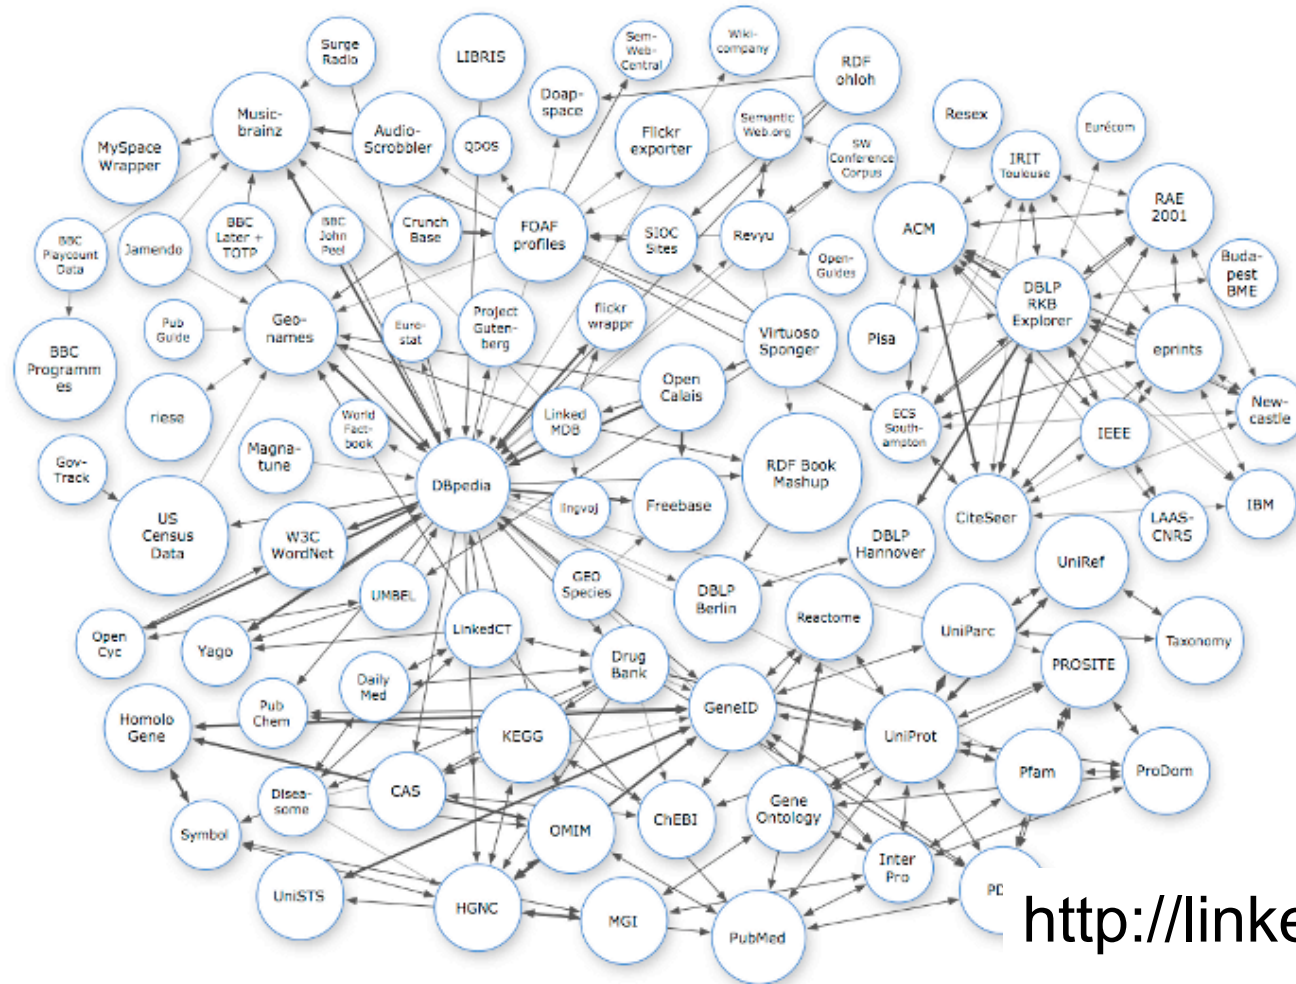 Surge
Radio
LIBRIS
Sem-
Web-
Central
Wiki-
company
RDF
ohloh
Doap-
space
Music-
brainz
Audio-
Scrobbler
QDOS
Flickr
exporter
Semantic
Web.org
SW
Conference
Corpus
Resex
Eurécom
MySpace
Wrapper
IRIT
Toulouse
RAE
2001
BBC
Playcount
Data
Jamendo
BBC
Later +
TOTP
BBC
John
Peel
Crunch
Base
FOAF
profiles
SIOC
Sites
Revyu
Open-
Guides
ACM
DBLP
RKB
Explorer
Buda-
pest
BME
Pub
Guide
Geo-
names
Euro-
stat
Project
Guten-
berg
flickr
wrappr
Virtuoso
Sponger
Pisa
eprints
BBC
Programm
es
riese
World
Fact-
book
Linked
MDB
Open
Calais
ECS
South-
ampton
IEEE
New-
castle
Gov-
Track
Magna-
tune
DBpedia
lingvoj
Freebase
RDF Book
Mashup
CiteSeer
LAAS-
CNRS
IBM
US
Census
Data
W3C
WordNet
DBLP
Hannover
UniRef
UMBEL
GEO
Species
DBLP
Berlin
Reactome
UniParc
Taxonomy
Open
Cyc
Yago
LinkedCT
Drug
Bank
PROSITE
Daily
Med
Pub
Chem
Homolo
Gene
KEGG
GeneID
UniProt
Pfam
ProDom
Disea-
some
CAS
Symbol
OMIM
ChEBI
Gene
Ontology
Inter
Pro
UniSTS
HGNC
MGI
PubMed
PD
http://linke